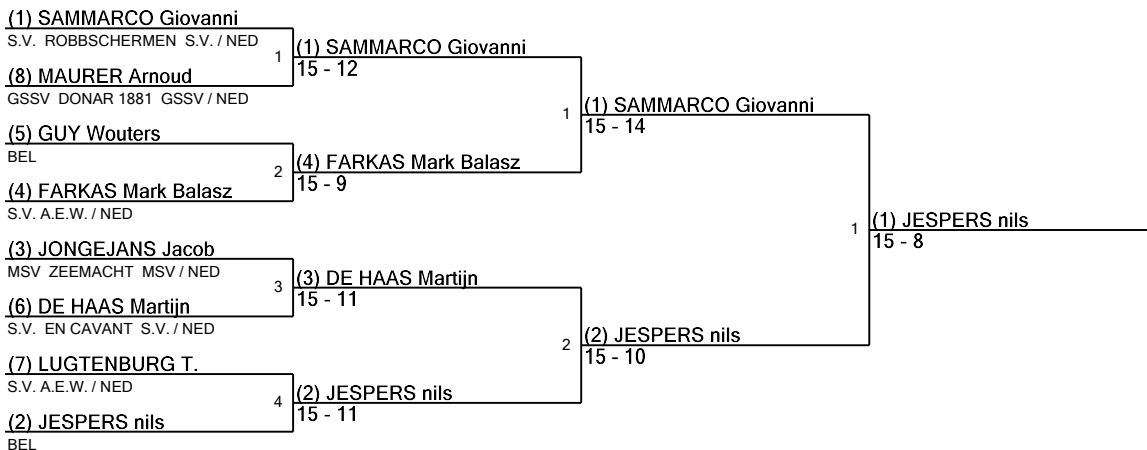 (1) SAMMARCO Giovanni
S.V. ROBBSCHERMEN S.V. / NED
1
(8) MAURER Arnoud
GSSV DONAR 1881 GSSV / NED
(5) GUY Wouters
BEL
2
(4) FARKAS Mark Balasz
S.V. A.E.W. / NED
(3) JONGEJANS Jacob
MSV ZEEMACHT MSV / NED
3
(6) DE HAAS Martijn
S.V. EN CAVANT S.V. / NED
(7) LUGTENBURG T.
S.V. A.E.W. / NED
4
(2) JESPERS nils
BEL
(1) SAMMARCO Giovanni
15 - 12
1
(4) FARKAS Mark Balasz
15 - 9
(3) DE HAAS Martijn
15 - 11
2
(2) JESPERS nils
15 - 11
(1) SAMMARCO Giovanni
15 - 14
1
(2) JESPERS nils
15 - 10
(1) JESPERS nils
15 - 8